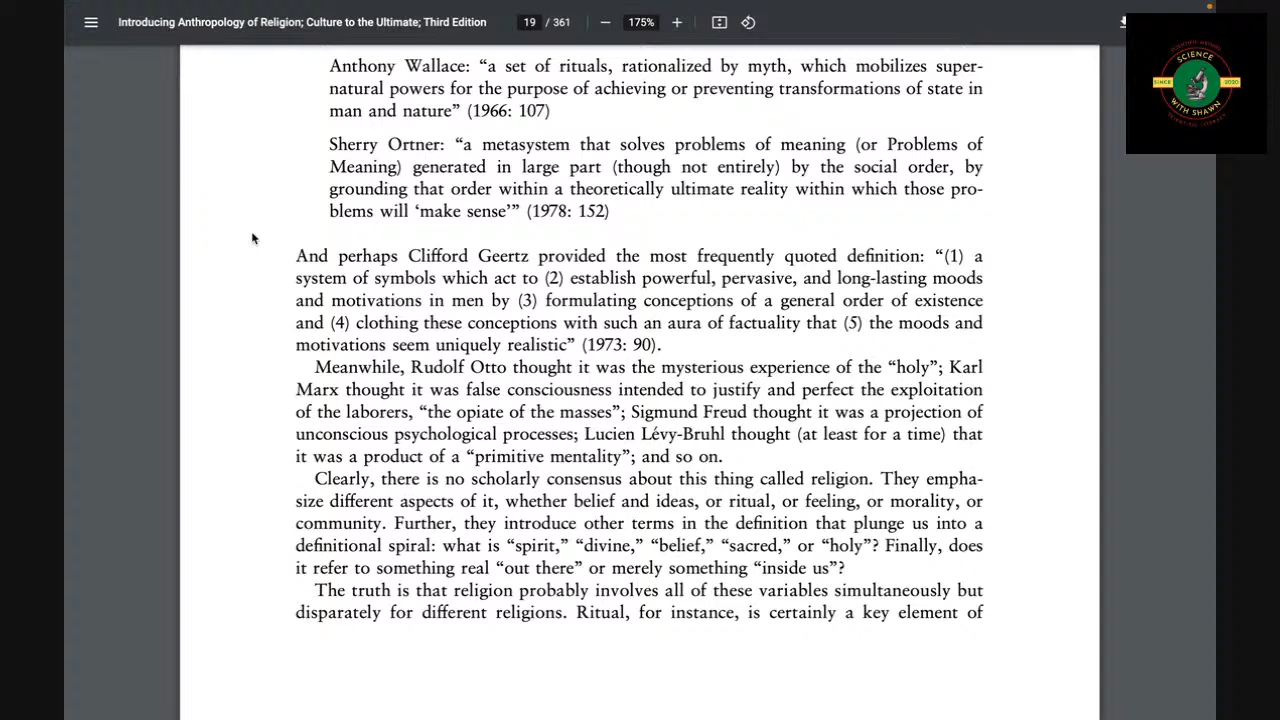 Introducing Anthropology of Religion; Culture to the Ultimate; Third Edition
19 / 361
175%
SCIENTIFIC LITERACY
SCIENCE
SINCE
2020
WITH SHAWN
Anthony Wallace: “a set of rituals, rationalized by myth, which mobilizes super-
natural powers for the purpose of achieving or preventing transformations of state in
man and nature” (1966: 107)
Sherry Ortner: “a metasystem that solves problems of meaning (or Problems of
Meaning) generated in large part (though not entirely) by the social order, by
grounding that order within a theoretically ultimate reality within which those pro-
blems will ‘make sense’” (1978: 152)
And perhaps Clifford Geertz provided the most frequently quoted definition: “(1) a
system of symbols which act to (2) establish powerful, pervasive, and long-lasting moods
and motivations in men by (3) formulating conceptions of a general order of existence
and (4) clothing these conceptions with such an aura of factuality that (5) the moods and
motivations seem uniquely realistic” (1973: 90).
Meanwhile, Rudolf Otto thought it was the mysterious experience of the “holy”; Karl
Marx thought it was false consciousness intended to justify and perfect the exploitation
of the laborers, “the opiate of the masses”; Sigmund Freud thought it was a projection of
unconscious psychological processes; Lucien Lévy-Bruhl thought (at least for a time) that
it was a product of a “primitive mentality”; and so on.
Clearly, there is no scholarly consensus about this thing called religion. They empha-
size different aspects of it, whether belief and ideas, or ritual, or feeling, or morality, or
community. Further, they introduce other terms in the definition that plunge us into a
definitional spiral: what is “spirit,” “divine,” “belief,” “sacred,” or “holy”? Finally, does
it refer to something real “out there” or merely something “inside us”?
The truth is that religion probably involves all of these variables simultaneously but
disparately for different religions. Ritual, for instance, is certainly a key element of